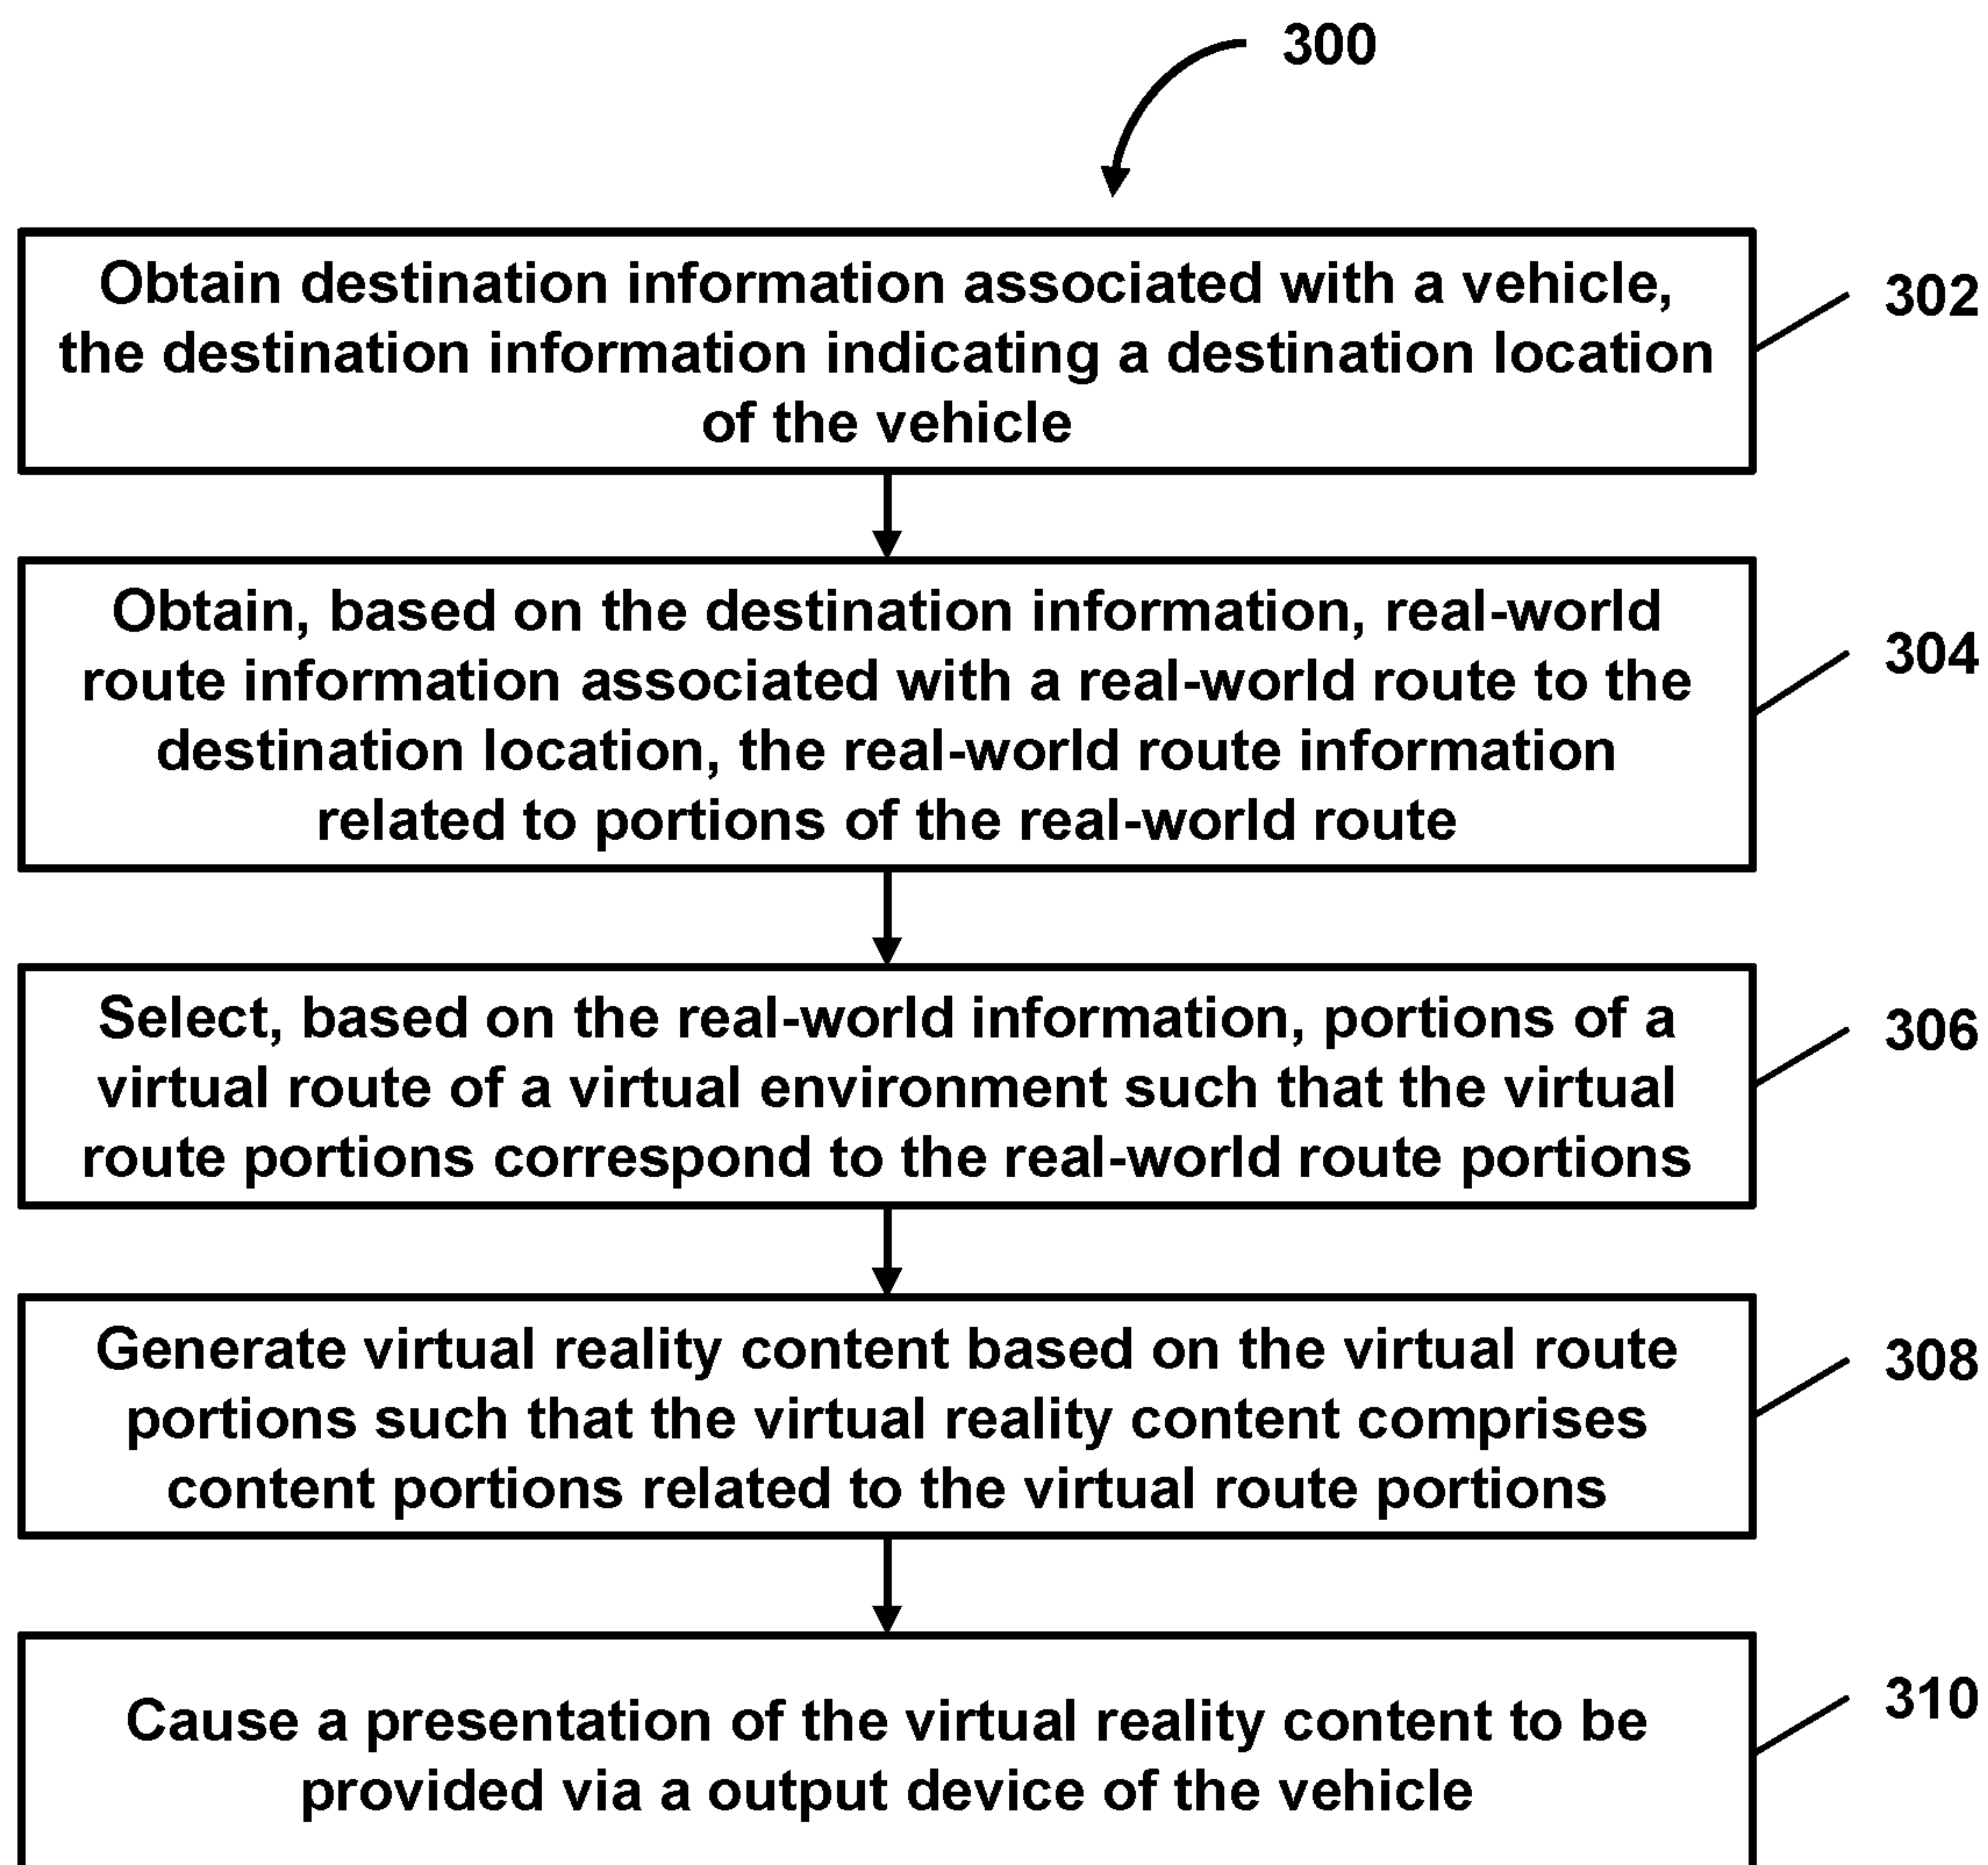 300
Obtain destination information associated with a vehicle,
the destination information indicating a destination location
of the vehicle
302
Obtain, based on the destination information, real-world
route information associated with a real-world route to the
destination location, the real-world route information
related to portions of the real-world route
304
Select, based on the real-world information, portions of a
virtual route of a virtual environment such that the virtual
route portions correspond to the real-world route portions
306
Generate virtual reality content based on the virtual route
portions such that the virtual reality content comprises
content portions related to the virtual route portions
308
Cause a presentation of the virtual reality content to be
provided via a output device of the vehicle
310